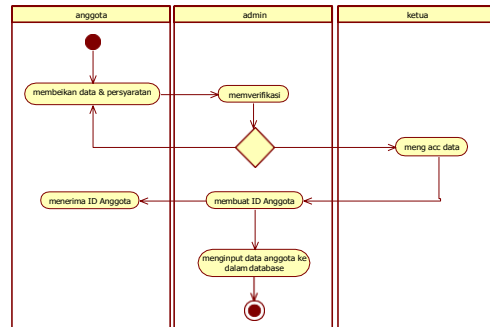 anggota
admin
ketua
membeikan data & persyaratan
memverifikasi
meng acc data
menerima ID Anggota
membuat ID Anggota
menginput data anggota ke
dalam database